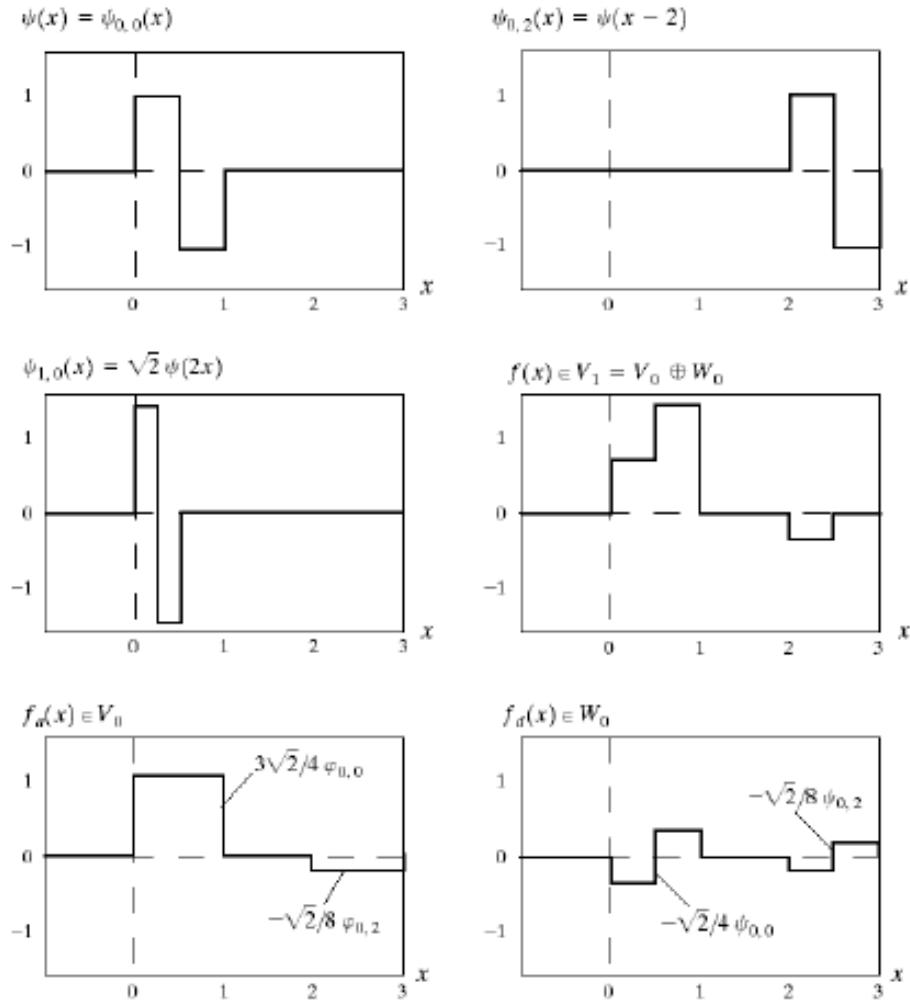 ψ(x) = ψ₀,₀(x)
ψ₀,₂(x) = ψ(x − 2)
1
0
−1
0 1 2 3 x
1
0
−1
0 1 2 3 x
ψ₁,₀(x) = √2 ψ(2x)
f(x) ∈ V₁ = V₀ ⊕ W₀
1
0
−1
0 1 2 3 x
1
0
−1
0 1 2 3 x
fₐ(x) ∈ V₀
f_d(x) ∈ W₀
1
0
−1
3√2/4 φ₀,₀
−√2/8 φ₀,₂
0 1 2 3 x
1
0
−1
−√2/8 ψ₀,₂
−√2/4 ψ₀,₀
0 1 2 3 x